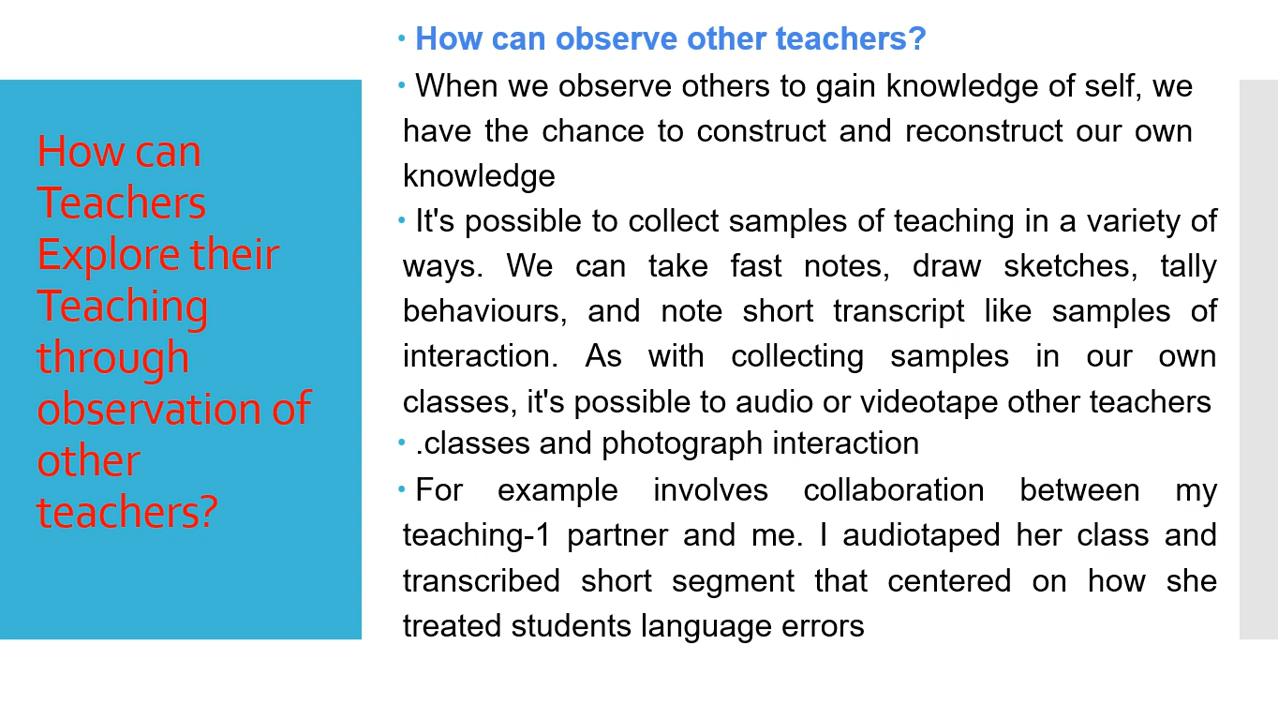 How can
Teachers
Explore their
Teaching
through
observation of
other
teachers?
• How can observe other teachers?
• When we observe others to gain knowledge of self, we
have the chance to construct and reconstruct our own
knowledge
• It's possible to collect samples of teaching in a variety of
ways. We can take fast notes, draw sketches, tally
behaviours, and note short transcript like samples of
interaction. As with collecting samples in our own
classes, it's possible to audio or videotape other teachers
• .classes and photograph interaction
• For example involves collaboration between my
teaching-1 partner and me. I audiotaped her class and
transcribed short segment that centered on how she
treated students language errors